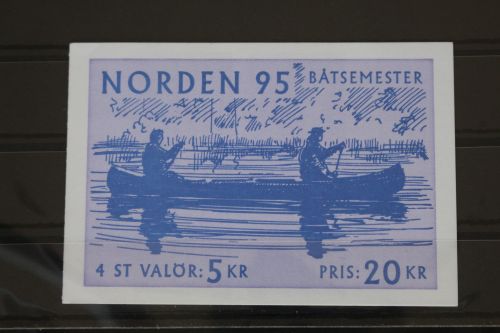 NORDEN 95 BÅTSEMESTER
4 ST VALÖR: 5 KR PRIS: 20 KR